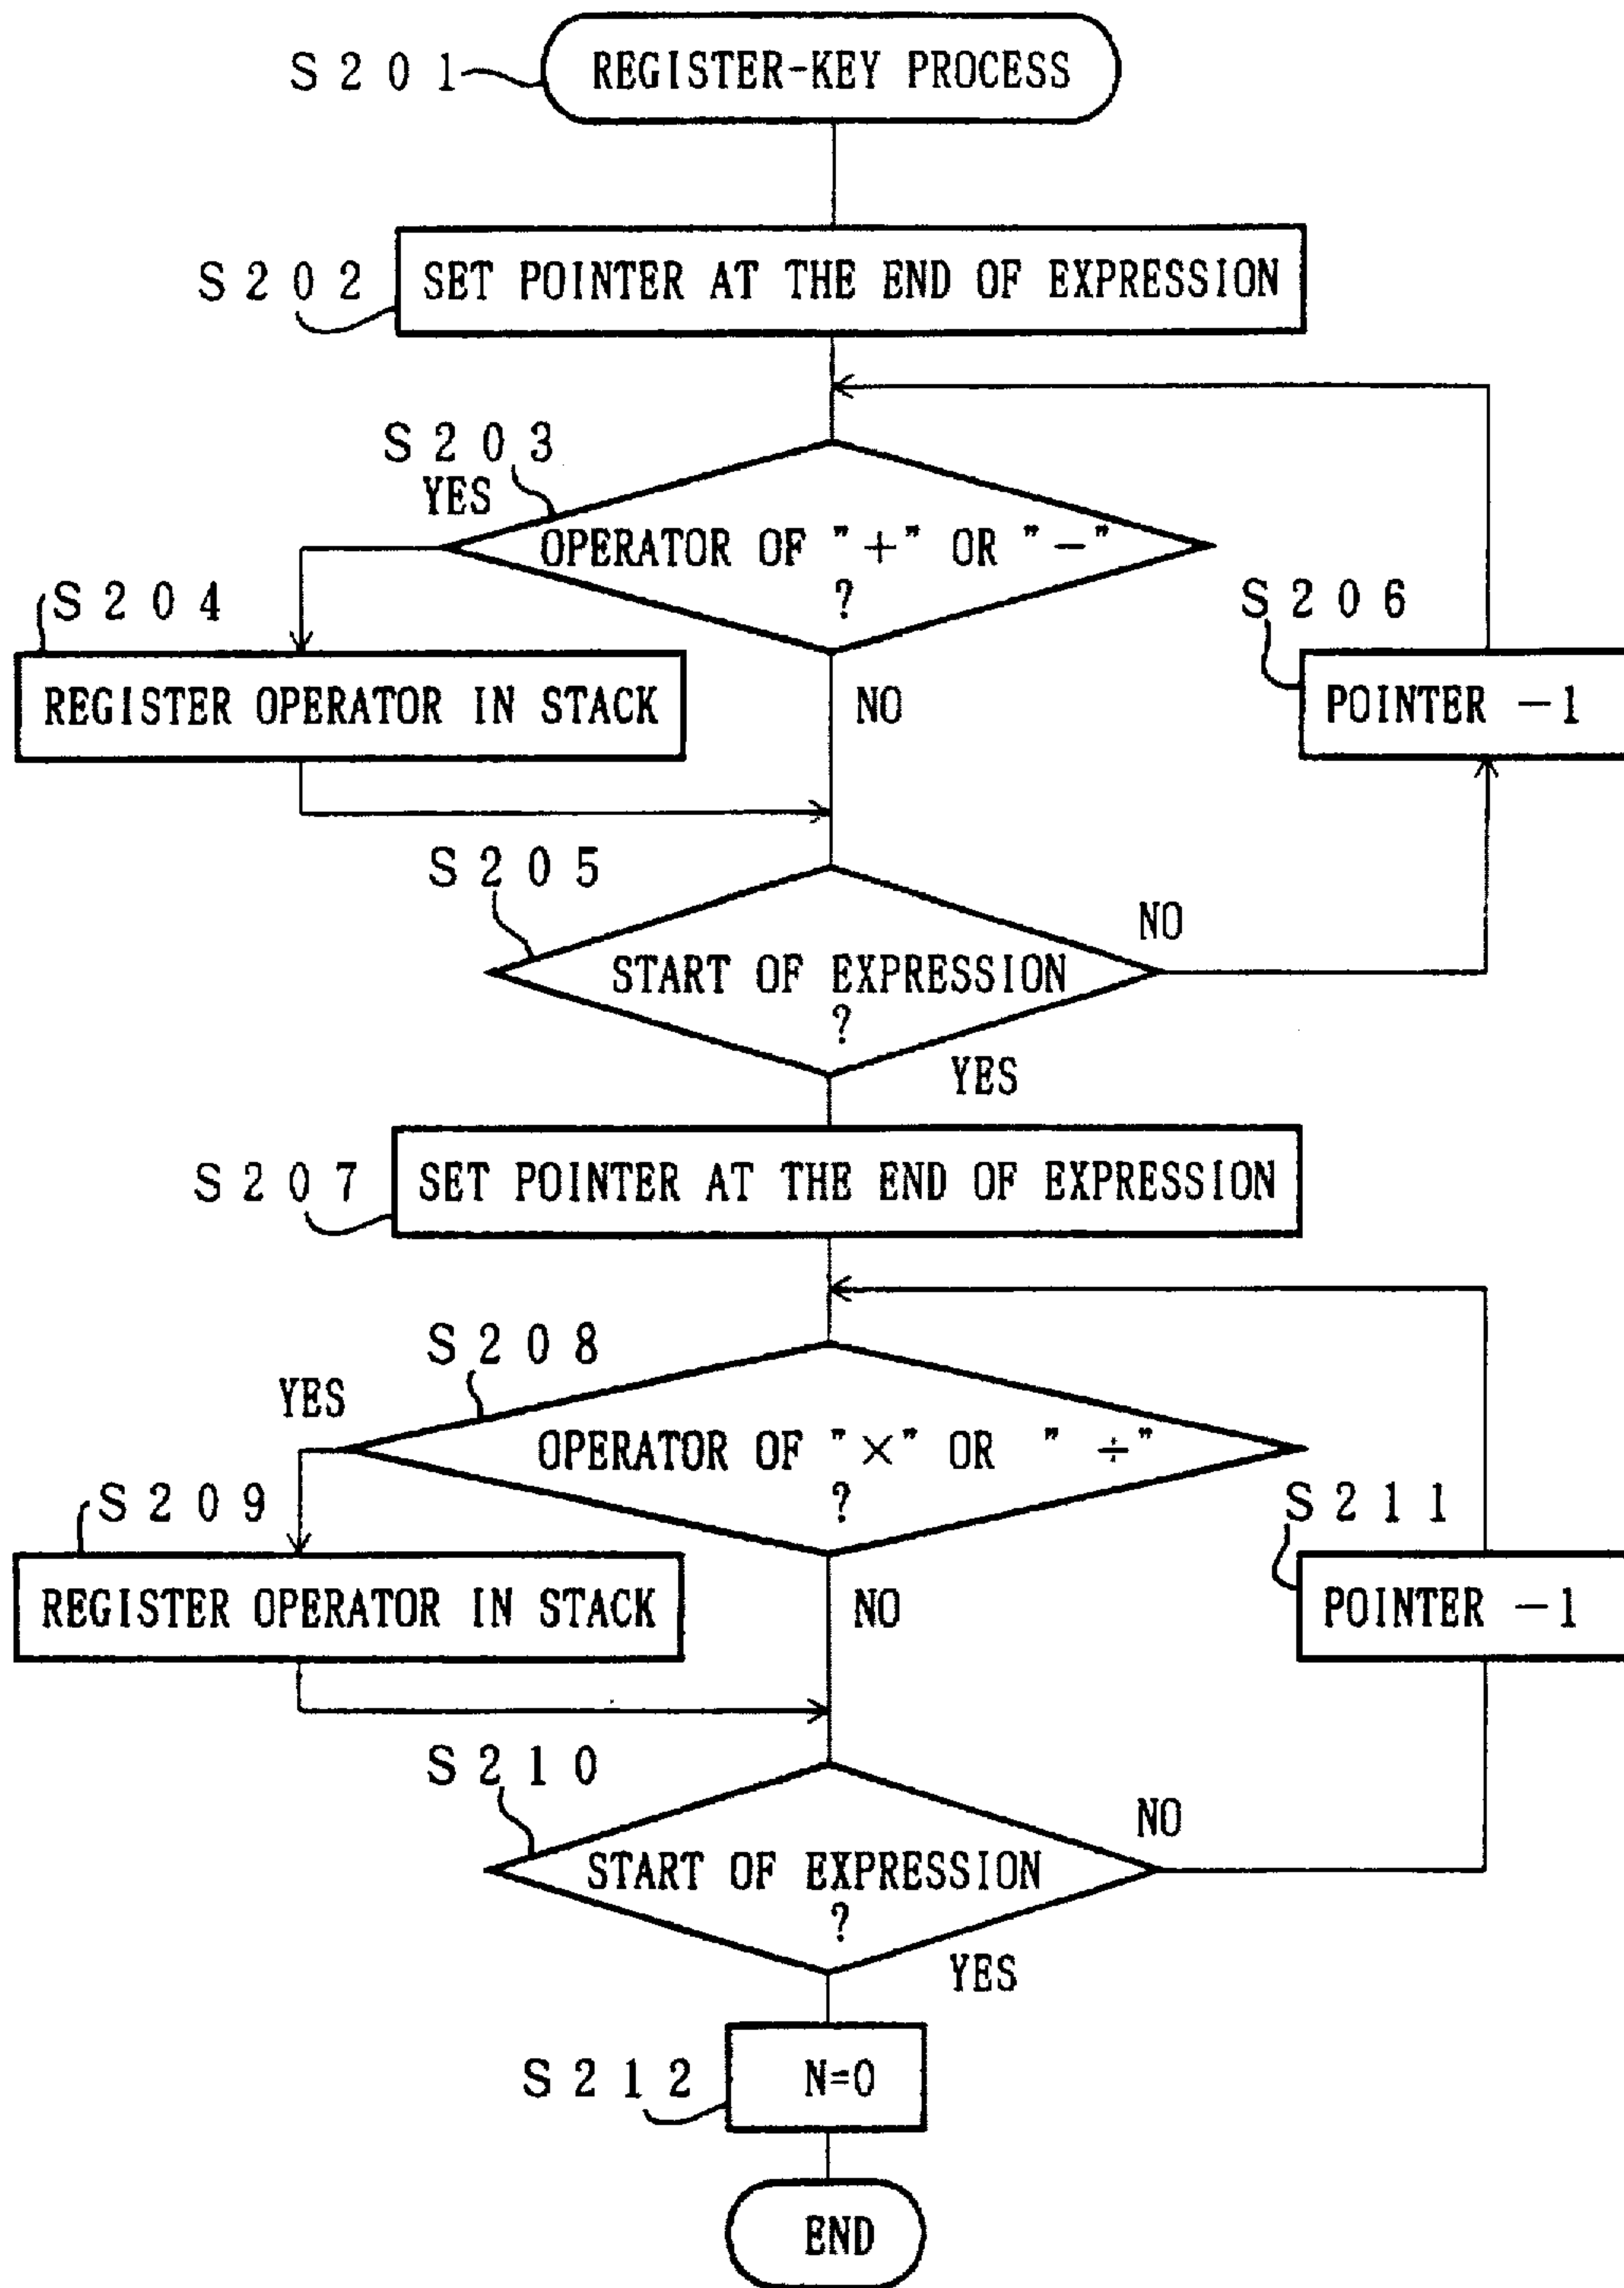 S201
REGISTER-KEY PROCESS
S202
SET POINTER AT THE END OF EXPRESSION
S203
YES
OPERATOR OF "+" OR "-"
?
S204
REGISTER OPERATOR IN STACK
NO
S206
POINTER -1
S205
START OF EXPRESSION
?
NO
YES
S207
SET POINTER AT THE END OF EXPRESSION
S208
YES
OPERATOR OF "×" OR " ÷"
?
S209
REGISTER OPERATOR IN STACK
NO
S211
POINTER -1
S210
START OF EXPRESSION
?
NO
YES
S212
N=0
END